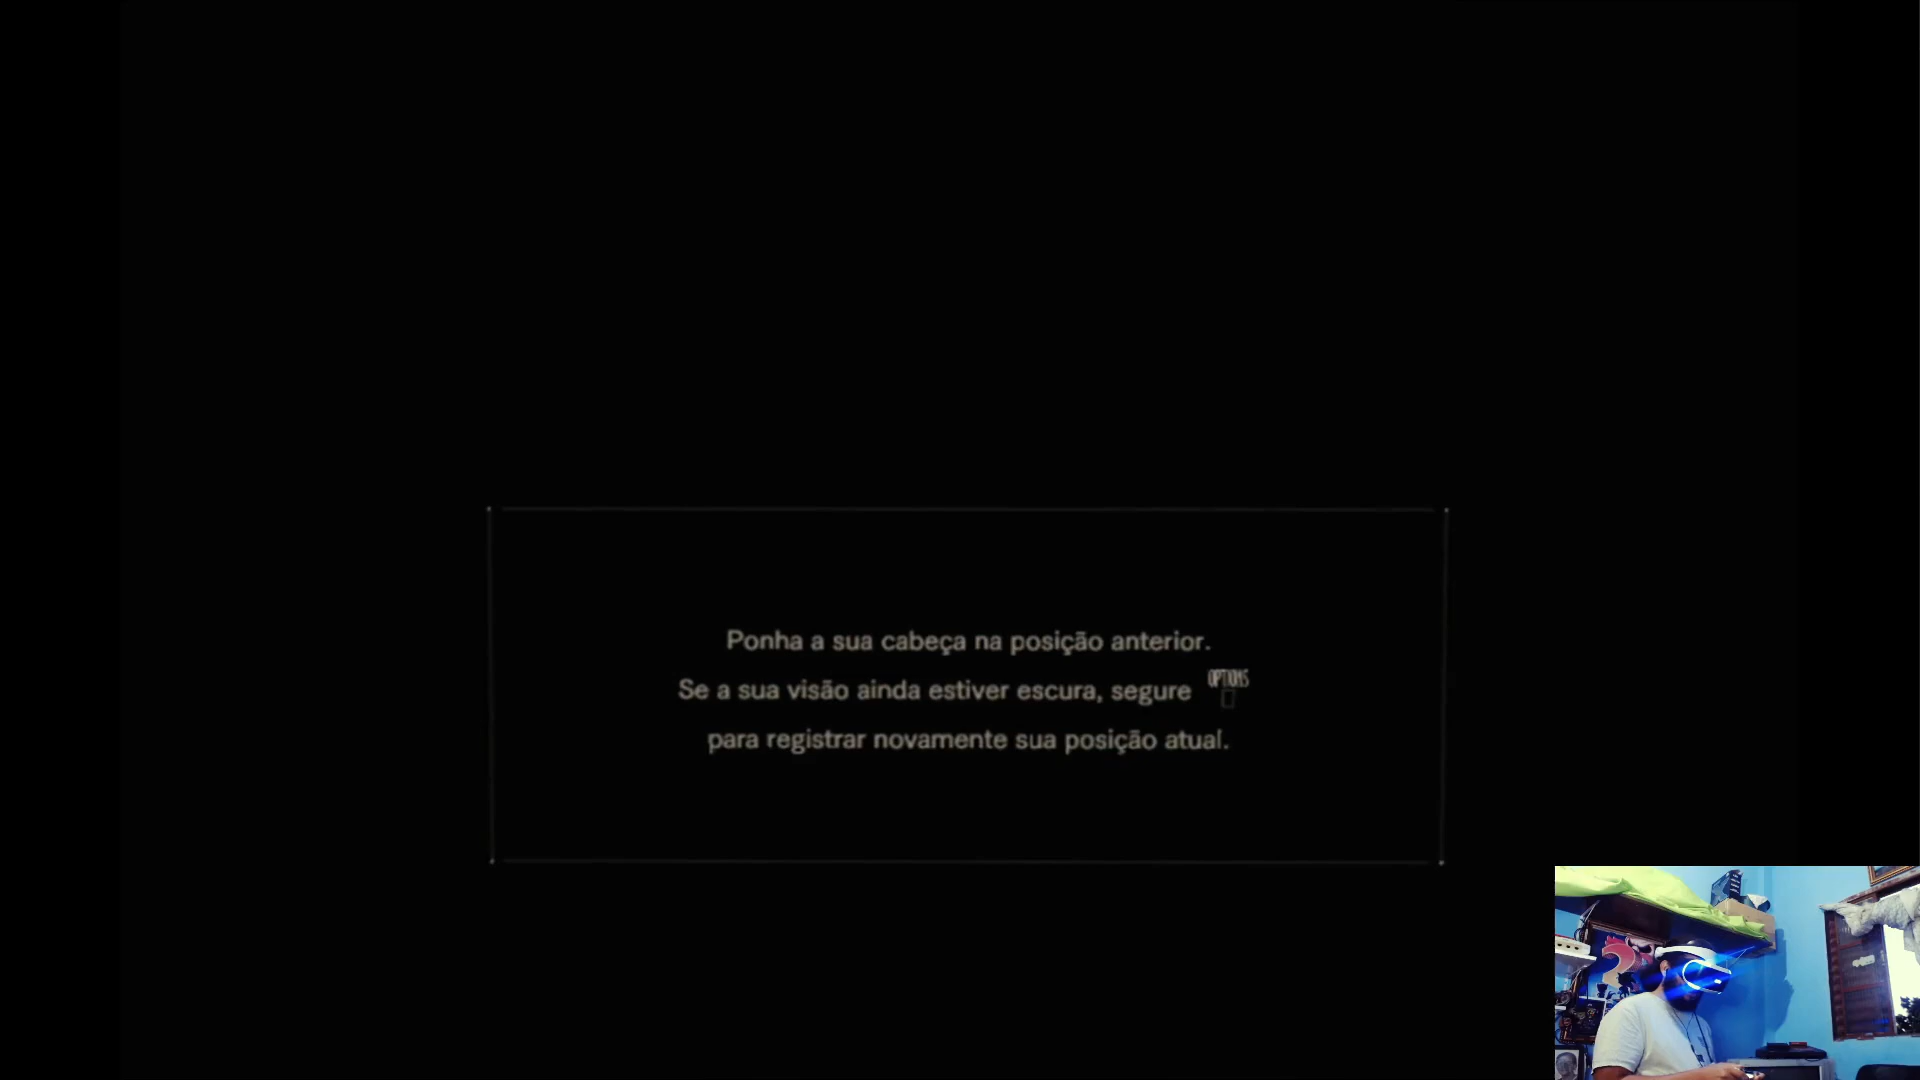 Ponha a sua cabeça na posição anterior.
Se a sua visão ainda estiver escura, segure OPTIONS
para registrar novamente sua posição atual.